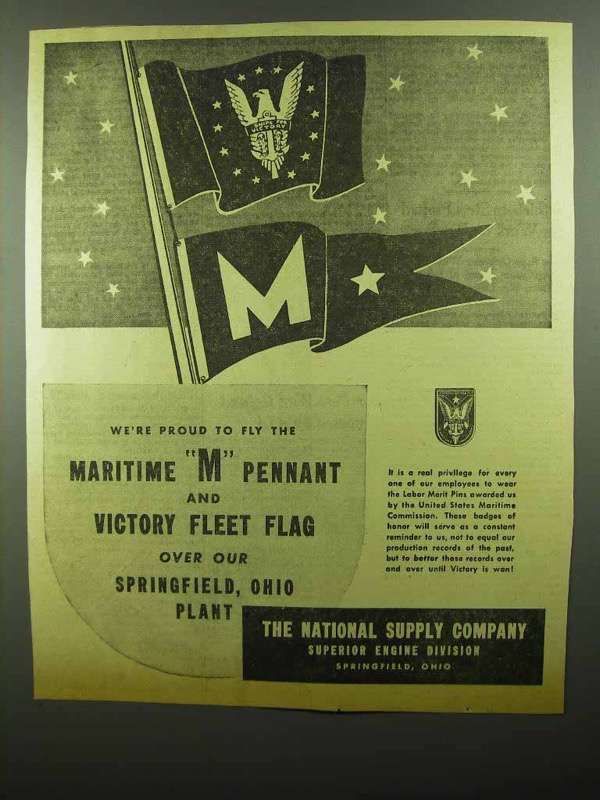 SHIPS FOR
VICTORY
M
WE'RE PROUD TO FLY THE
MARITIME "M" PENNANT
AND
VICTORY FLEET FLAG
OVER OUR
SPRINGFIELD, OHIO
PLANT
It is a real privilege for every
one of our employees to wear
the Labor Merit Pins awarded us
by the United States Maritime
Commission. These badges of
honor will serve as a constant
reminder to us, not to equal our
production records of the past,
but to better those records over
and over until Victory is won!
THE NATIONAL SUPPLY COMPANY
SUPERIOR ENGINE DIVISION
SPRINGFIELD, OHIO